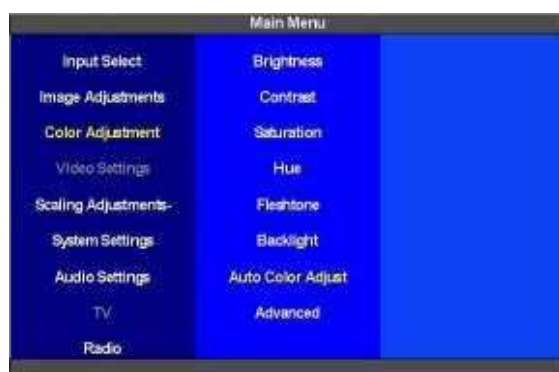 Main Menu
Input Select
Image Adjustments
Color Adjustment
Video Settings
Scaling Adjustments-
System Settings
Audio Settings
TV
Radio
Brightness
Contrast
Saturation
Hue
Fleshtone
Backlight
Auto Color Adjust
Advanced